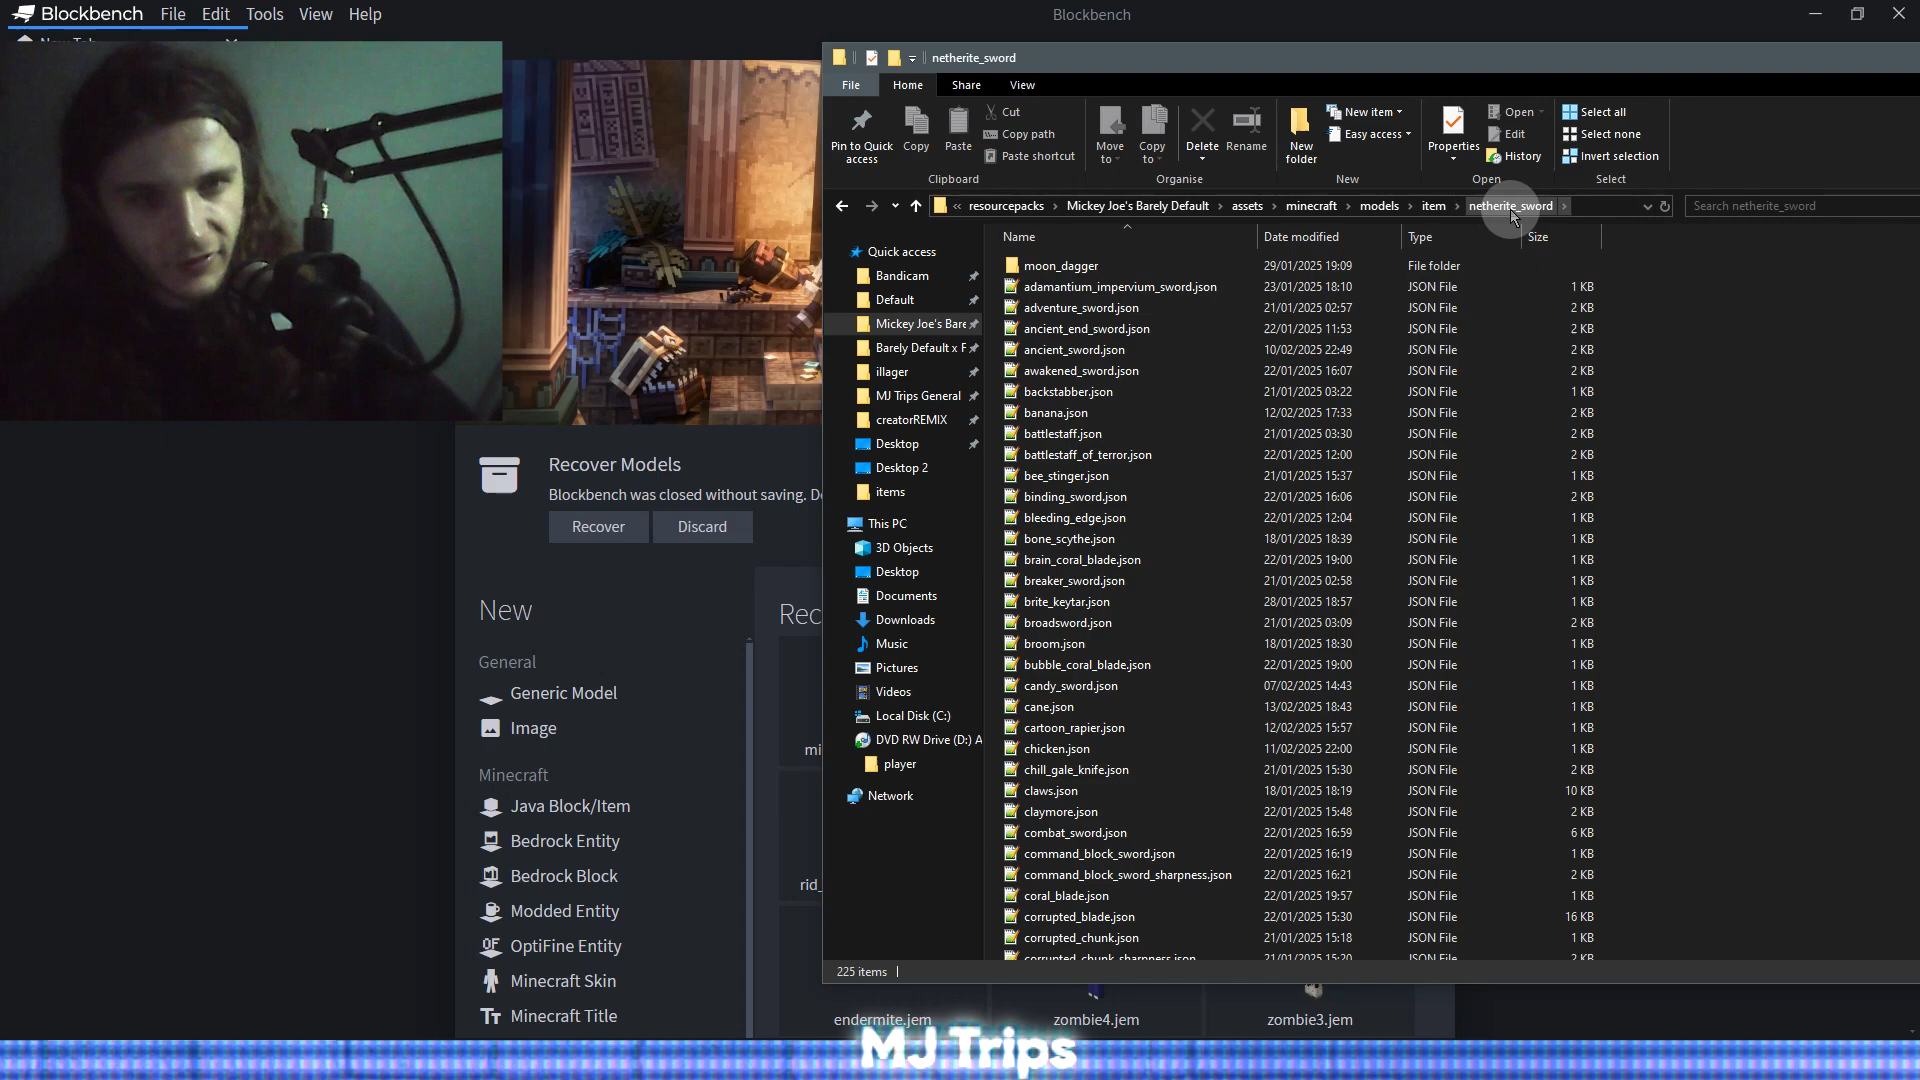 Blockbench File Edit Tools View Help
Blockbench
netherite_sword
File Home Share View
Pin to Quick access
Copy
Paste
Cut
Copy path
Paste shortcut
Move to
Copy to
Delete
Rename
New folder
New item
Easy access
Properties
Open
Edit
History
Select all
Select none
Invert selection
Clipboard Organise New Open Select
« resourcepacks Mickey Joe's Barely Default assets minecraft models item netherite_sword
Search netherite_sword
Quick access
Bandicam
Default
Mickey Joe's Bare
Barely Default x F
illager
MJ Trips General
creatorREMIX
Desktop
Desktop 2
items
This PC
3D Objects
Desktop
Documents
Downloads
Music
Pictures
Videos
Local Disk (C:)
DVD RW Drive (D:) A
player
Network
Name Date modified Type Size
moon_dagger 29/01/2025 19:09 File folder
adamantium_impervium_sword.json 23/01/2025 18:10 JSON File 1 KB
adventure_sword.json 21/01/2025 02:57 JSON File 2 KB
ancient_end_sword.json 22/01/2025 11:53 JSON File 2 KB
ancient_sword.json 10/02/2025 22:49 JSON File 2 KB
awakened_sword.json 22/01/2025 16:07 JSON File 2 KB
backstabber.json 21/01/2025 03:22 JSON File 1 KB
banana.json 12/02/2025 17:33 JSON File 2 KB
battlestaff.json 21/01/2025 03:30 JSON File 2 KB
battlestaff_of_terror.json 22/01/2025 12:00 JSON File 2 KB
bee_stinger.json 21/01/2025 15:37 JSON File 1 KB
binding_sword.json 22/01/2025 16:06 JSON File 2 KB
bleeding_edge.json 22/01/2025 12:04 JSON File 1 KB
bone_scythe.json 18/01/2025 18:39 JSON File 1 KB
brain_coral_blade.json 22/01/2025 19:00 JSON File 1 KB
breaker_sword.json 21/01/2025 02:58 JSON File 1 KB
brite_keytar.json 28/01/2025 18:57 JSON File 1 KB
broadsword.json 21/01/2025 03:09 JSON File 2 KB
broom.json 18/01/2025 18:30 JSON File 1 KB
bubble_coral_blade.json 22/01/2025 19:00 JSON File 1 KB
candy_sword.json 07/02/2025 14:43 JSON File 1 KB
cane.json 13/02/2025 18:43 JSON File 1 KB
cartoon_rapier.json 12/02/2025 15:57 JSON File 1 KB
chicken.json 11/02/2025 22:00 JSON File 1 KB
chill_gale_knife.json 21/01/2025 15:30 JSON File 2 KB
claws.json 18/01/2025 18:19 JSON File 10 KB
claymore.json 22/01/2025 15:48 JSON File 2 KB
combat_sword.json 22/01/2025 16:59 JSON File 6 KB
command_block_sword.json 22/01/2025 16:19 JSON File 1 KB
command_block_sword_sharpness.json 22/01/2025 16:21 JSON File 2 KB
coral_blade.json 22/01/2025 19:57 JSON File 1 KB
corrupted_blade.json 22/01/2025 15:30 JSON File 16 KB
corrupted_chunk.json 21/01/2025 15:18 JSON File 1 KB
corrupted_chunk_sharpness.json 21/01/2025 15:20 JSON File 2 KB
225 items
Recover Models
Blockbench was closed without saving. D
Recover Discard
New
General
Generic Model
Image
Minecraft
Java Block/Item
Bedrock Entity
Bedrock Block
Modded Entity
OptiFine Entity
Minecraft Skin
Minecraft Title
Rec
mi
rid_
endermite.jem zombie4.jem zombie3.jem
MJ Trips